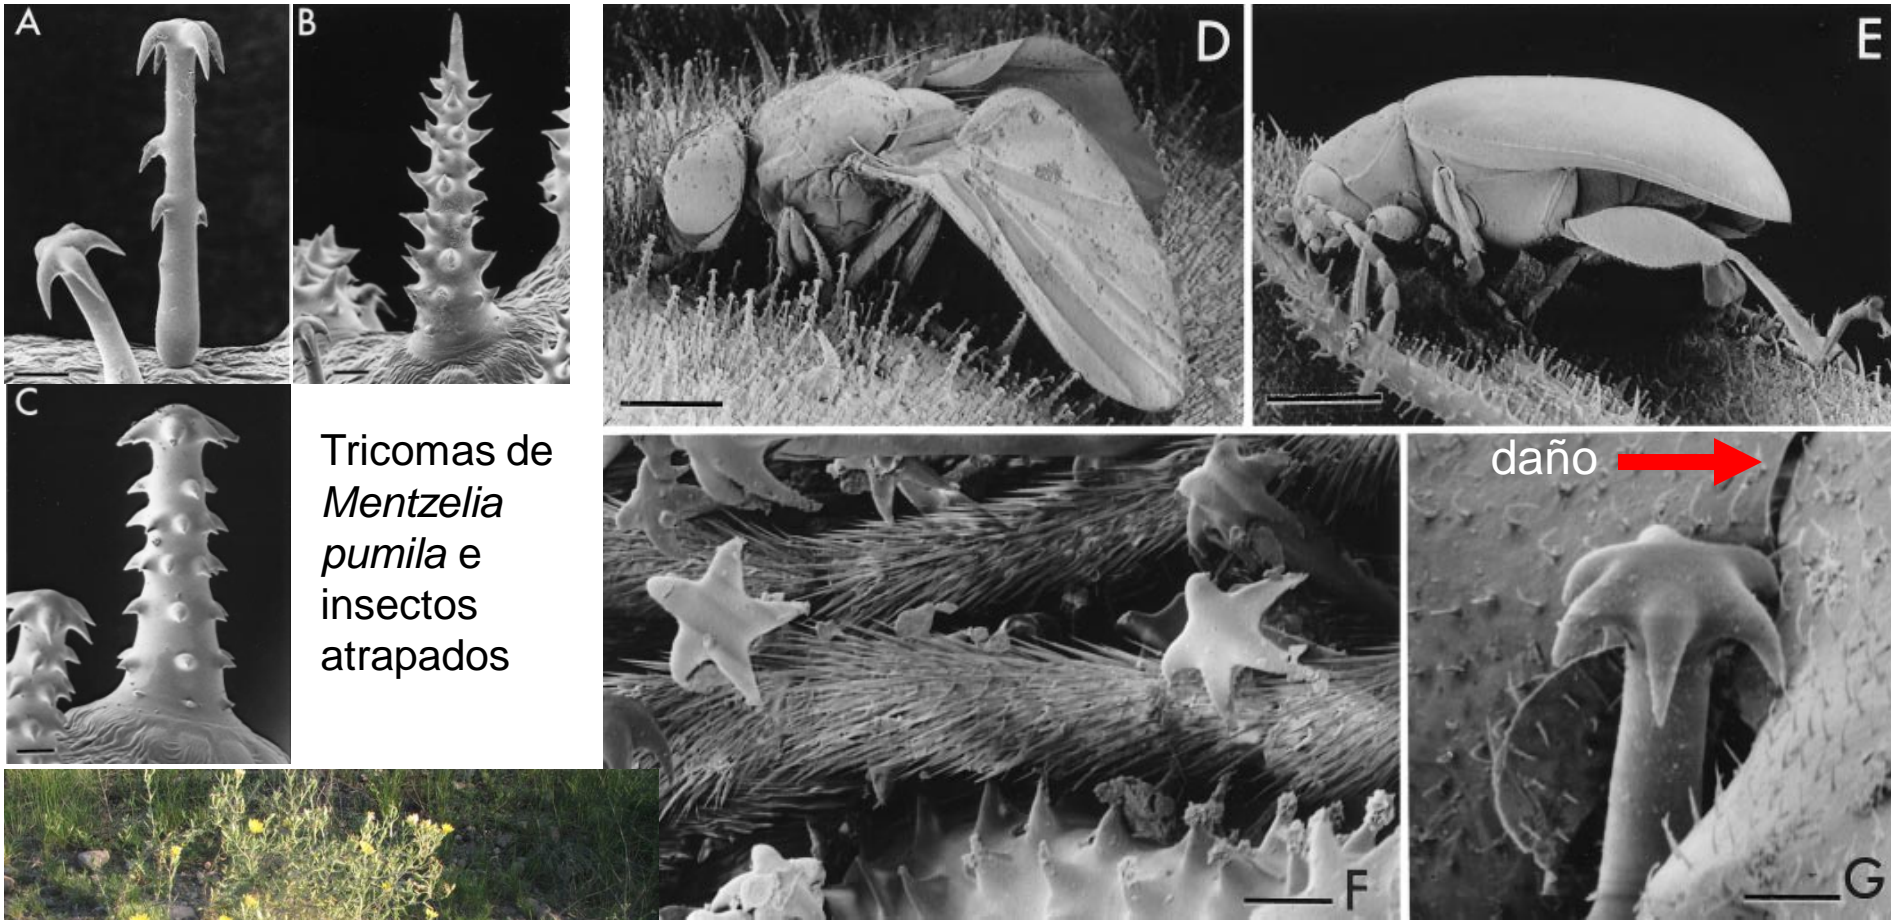 A
B
C
Tricomas de
Mentzelia
pumila e
insectos
atrapados
D
E
daño
F
G